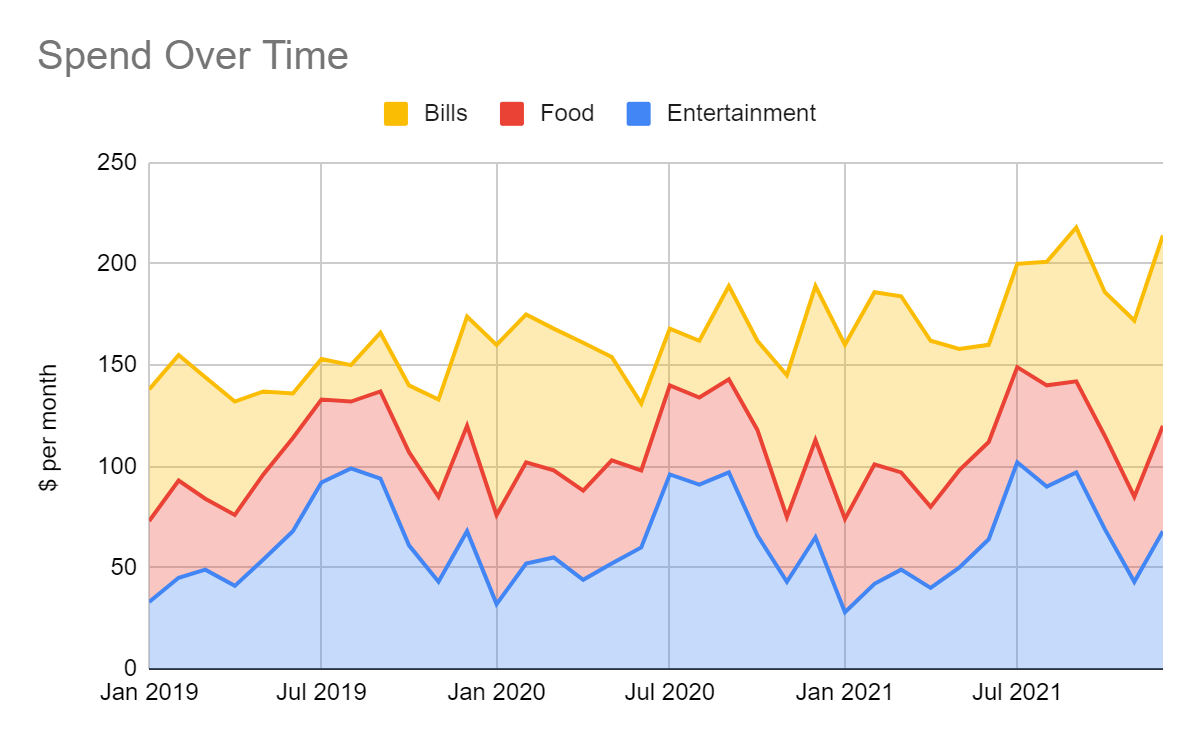 Spend Over Time
Bills Food Entertainment
250
200
150
100
50
0
$ per month
Jan 2019 Jul 2019 Jan 2020 Jul 2020 Jan 2021 Jul 2021